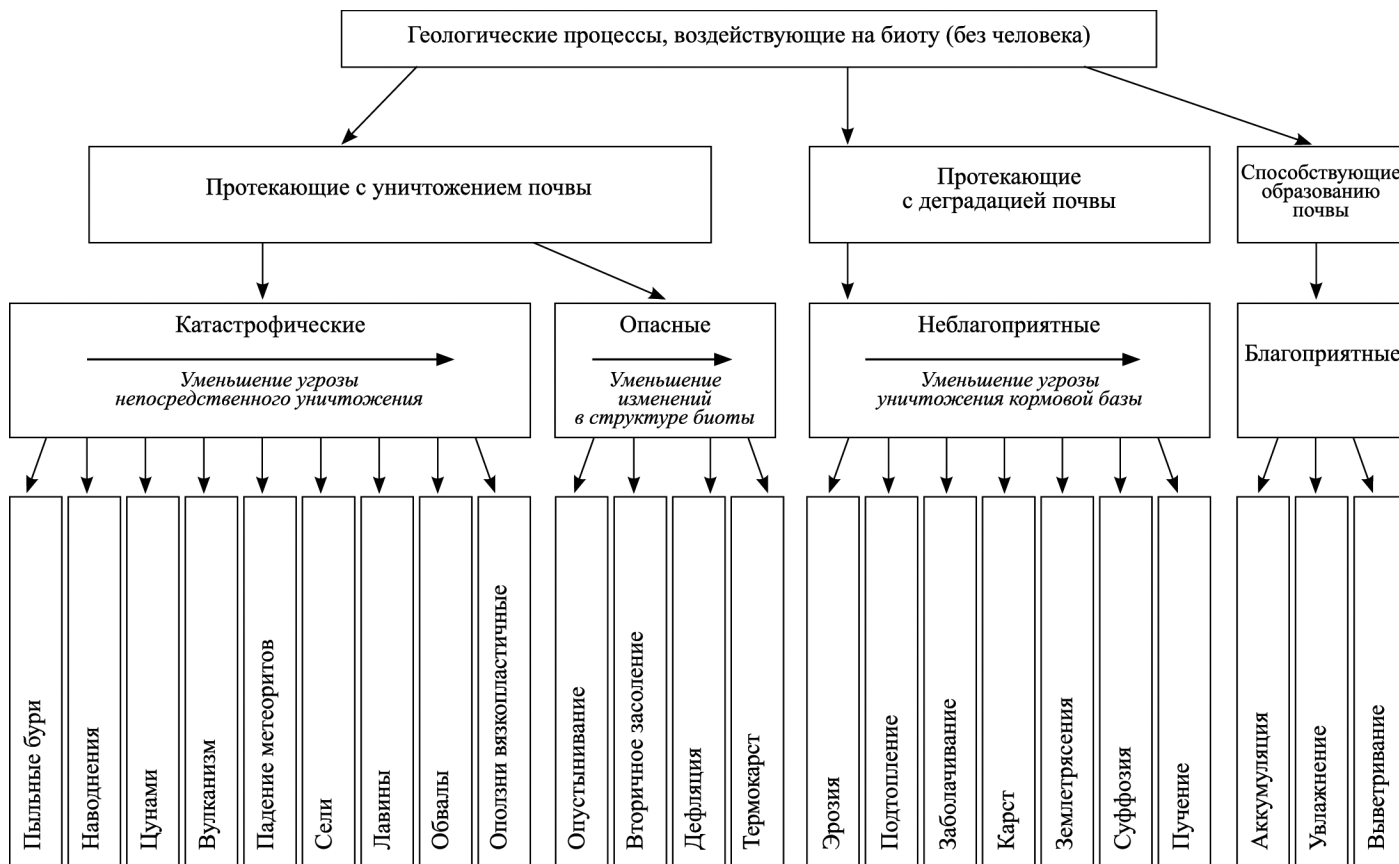 Геологические процессы, воздействующие на биоту (без человека)
Протекающие с уничтожением почвы
Протекающие
с деградацией почвы
Способствующие
образованию
почвы
Катастрофические
Уменьшение угрозы
непосредственного уничтожения
Опасные
Уменьшение
изменений
в структуре биоты
Неблагоприятные
Уменьшение угрозы
уничтожения кормовой базы
Благоприятные
Пыльные бури
Наводнения
Цунами
Вулканизм
Падение метеоритов
Сели
Лавины
Обвалы
Оползни вязкопластичные
Опустынивание
Вторичное засоление
Дефляция
Термокарст
Эрозия
Подтопление
Заболачивание
Карст
Землетрясения
Суффозия
Пучение
Аккумуляция
Увлажнение
Выветривание